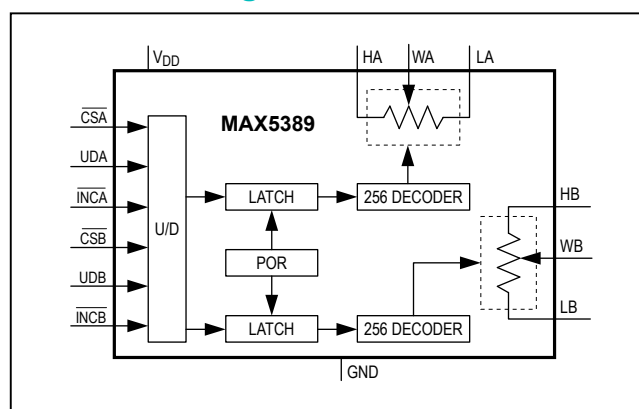 VDD
HA WA LA
MAX5389
CSA
UDA
INCA
CSB
UDB
INCB
U/D
LATCH
256 DECODER
POR
LATCH
256 DECODER
HB
WB
LB
GND